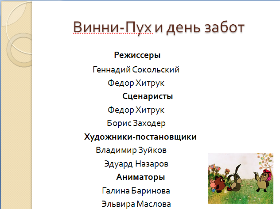 Винни-Пух и день забот
Режиссеры
Геннадий Сокольский
Федор Хитрук
Сценаристы
Федор Хитрук
Борис Заходер
Художники-постановщики
Владимир Зуйков
Эдуард Назаров
Аниматоры
Галина Баринова
Эльвира Маслова